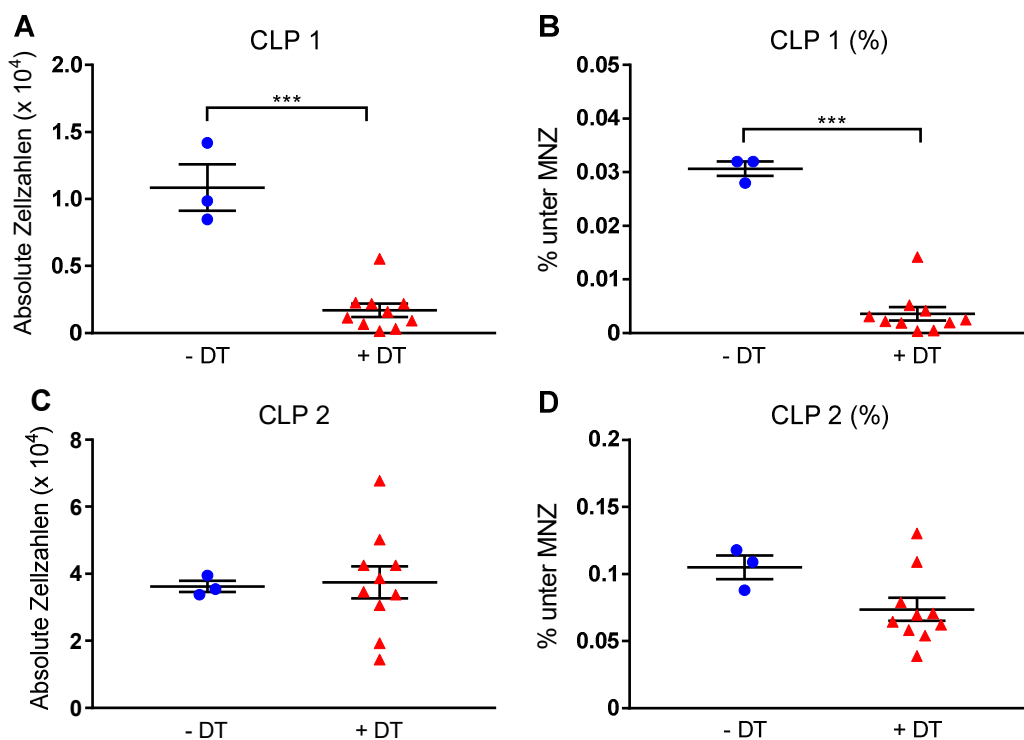 A
CLP 1
Absolute Zellzahlen (x 10⁴)
2.0
1.5
1.0
0.5
0
***
- DT
+ DT
B
CLP 1 (%)
% unter MNZ
0.05
0.04
0.03
0.02
0.01
0
***
- DT
+ DT
C
CLP 2
Absolute Zellzahlen (x 10⁴)
8
6
4
2
0
- DT
+ DT
D
CLP 2 (%)
% unter MNZ
0.2
0.15
0.1
0.05
0
- DT
+ DT